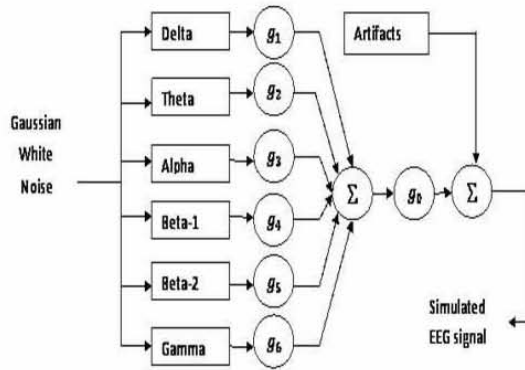 Delta
g₁
Artifacts
Theta
g₂
Gaussian
White
Noise
Alpha
g₃
Σ
g₀
Σ
Beta-1
g₄
Beta-2
g₅
Simulated
EEG signal
Gamma
g₆